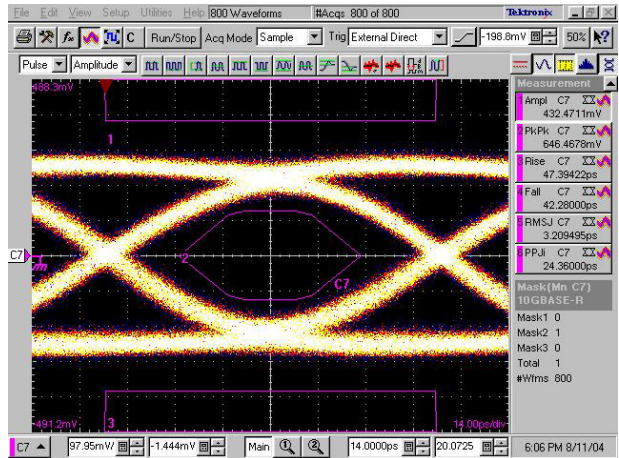 File Edit View Setup Utilities Help 800 Waveforms #Acqs 800 of 800 Tektronix
Run/Stop Acq Mode Sample Trig External Direct -198.8mV 50%
Pulse Amplitude
488.3mV
1
2
C7
C7
3
-491.2mV
14.00ps/div
Measurement
1 Ampl C7
432.4711mV
2 PkPk C7
646.4678mV
3 Rise C7
47.39422ps
4 Fall C7
42.28000ps
5 RMSJ C7
3.209495ps
6 PPJi C7
24.36000ps
Mask(Mn C7)
10GBASE-R
Mask1 0
Mask2 1
Mask3 0
Total 1
#Wfms 800
C7 97.95mV/ -1.444mV Main 1 2 14.0000ps 20.0725 6:06 PM 8/11/04